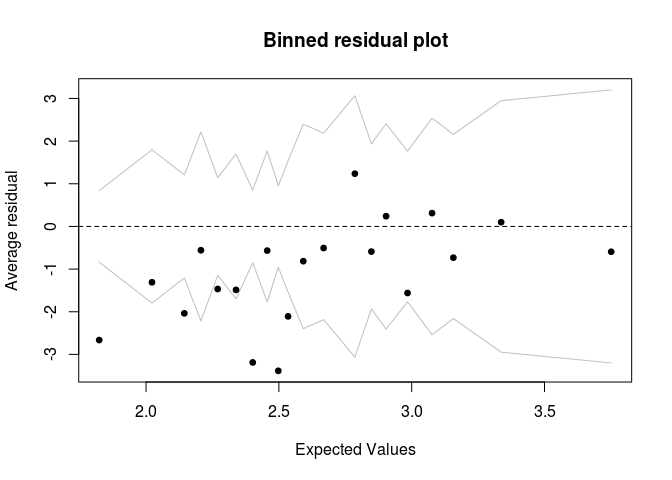 Binned residual plot
Average residual
3
2
1
0
-1
-2
-3
2.0 2.5 3.0 3.5
Expected Values